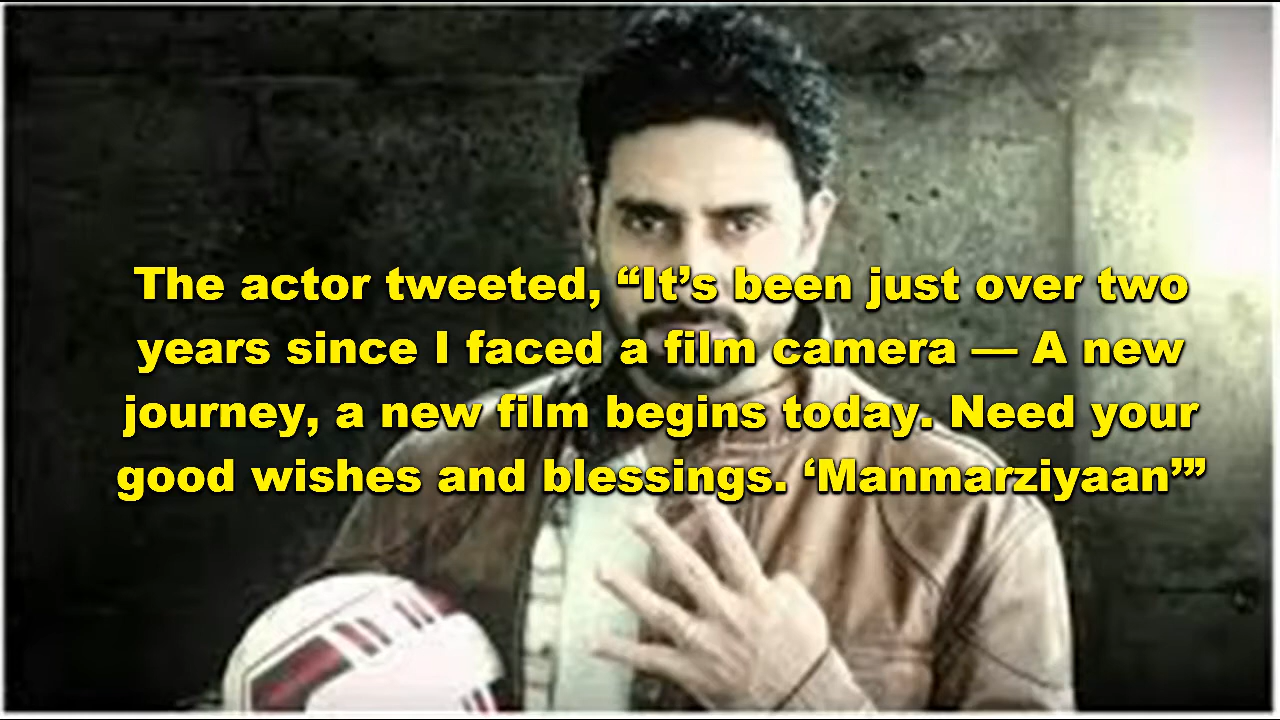 The actor tweeted, “It’s been just over two
years since I faced a film camera — A new
journey, a new film begins today. Need your
good wishes and blessings. ‘Manmarziyaan’”